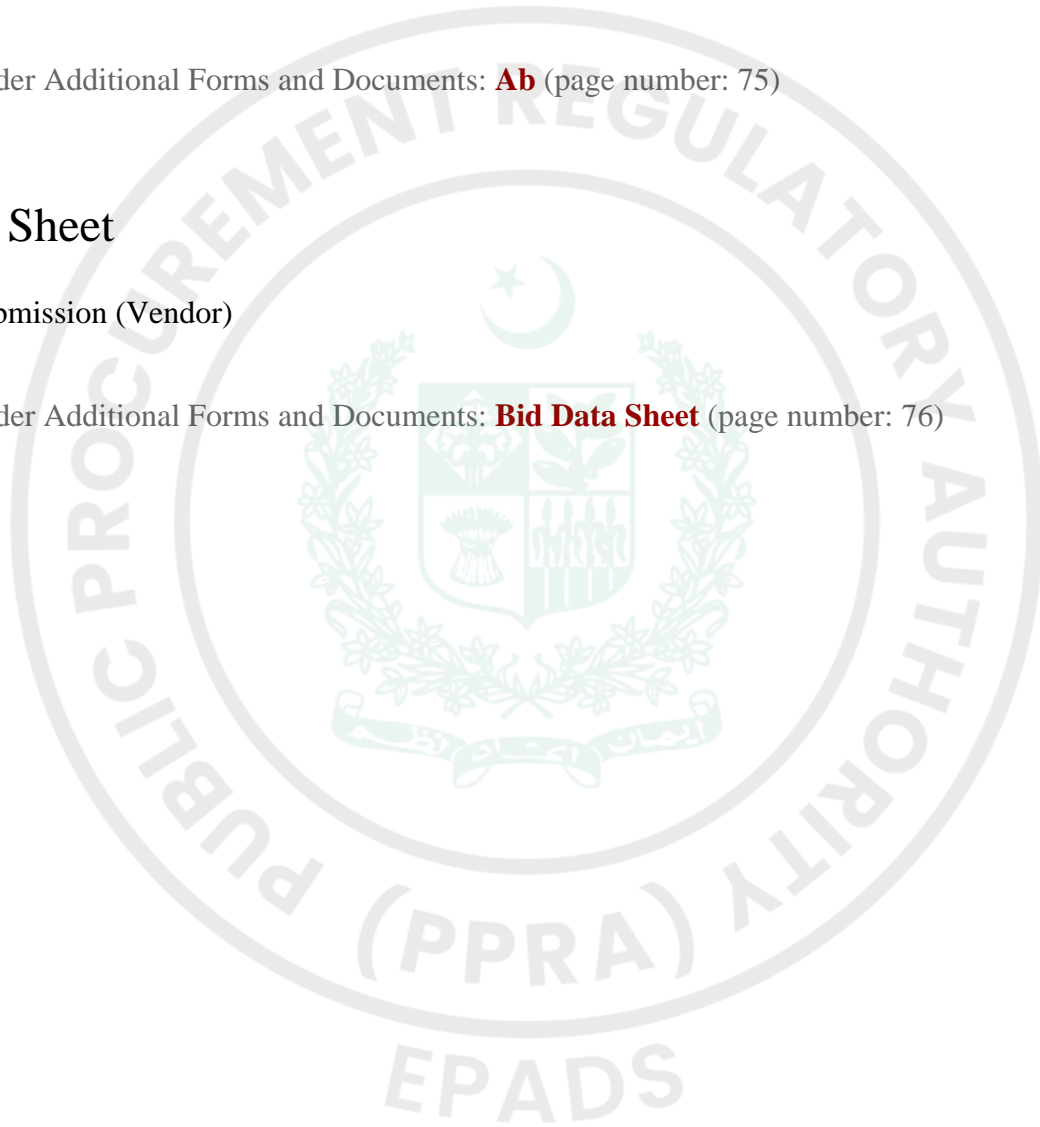 der Additional Forms and Documents: Ab (page number: 75)
Sheet
omission (Vendor)
der Additional Forms and Documents: Bid Data Sheet (page number: 76)
PUBLIC PROCUREMENT REGULATORY AUTHORITY
(PPRA)
EPADS